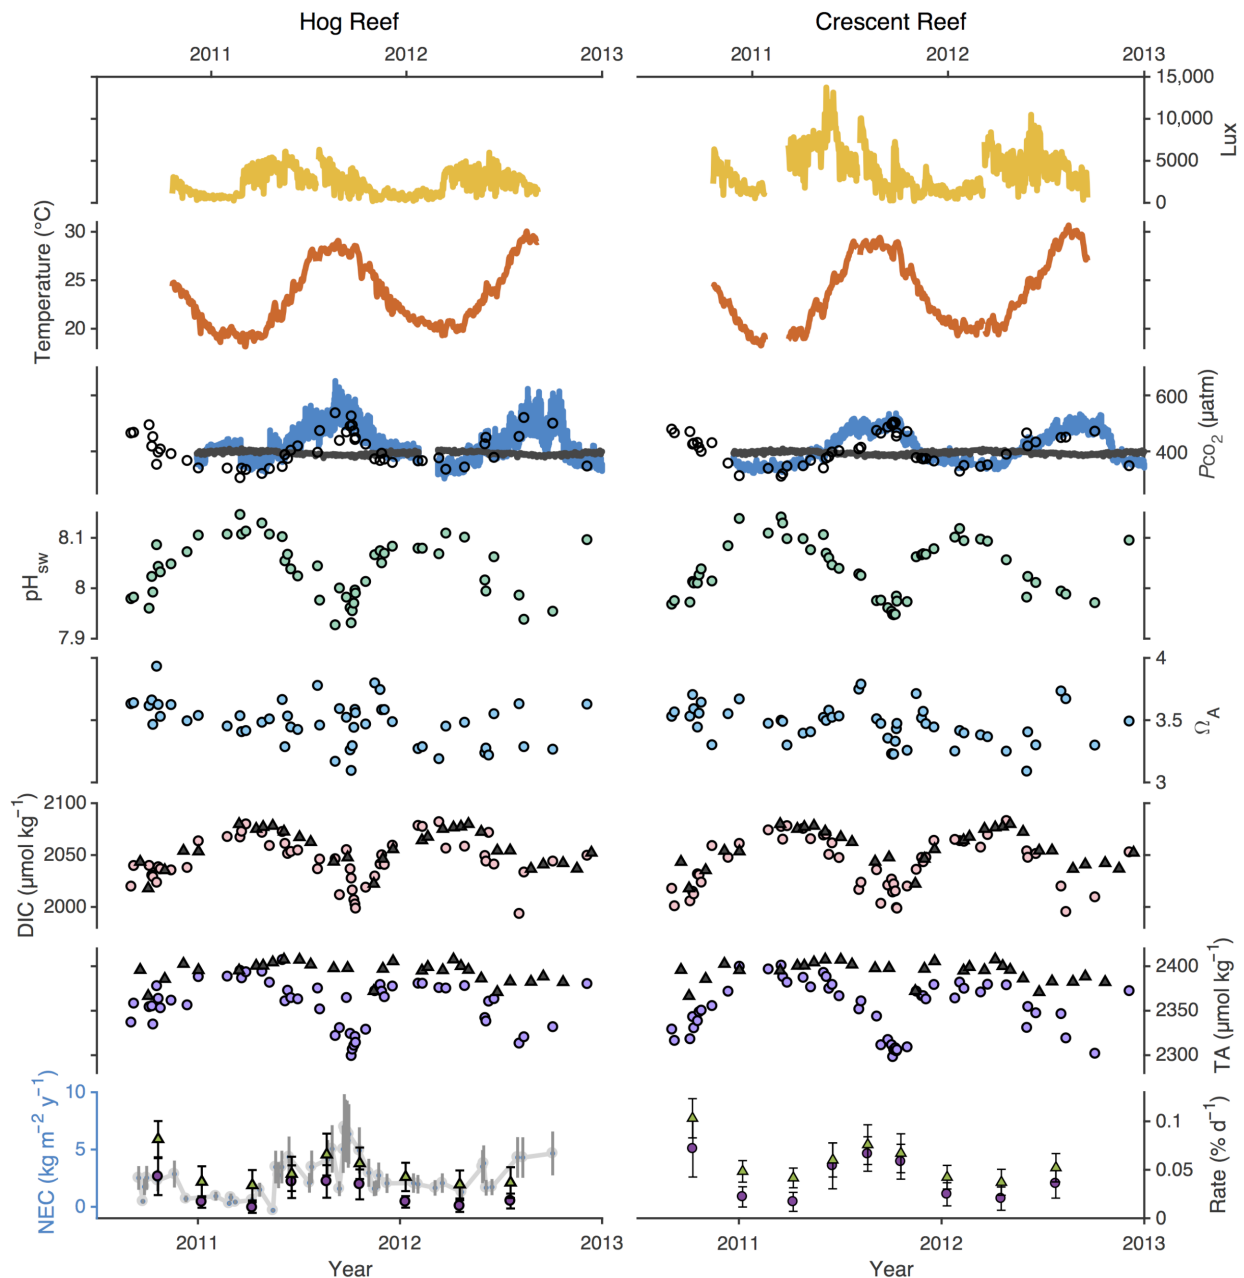 Hog Reef
Crescent Reef
2011 2012 2013
2011 2012 2013
15,000
10,000
5000
0
Lux
30
25
20
Temperature (°C)
600
400
Pco₂ (µatm)
8.1
8
7.9
pHsw
4
3.5
3
ΩA
2100
2050
2000
DIC (µmol kg⁻¹)
2400
2350
2300
TA (µmol kg⁻¹)
10
5
0
NEC (kg m⁻² y⁻¹)
0.1
0.05
0
Rate (% d⁻¹)
2011 2012 2013
2011 2012 2013
Year
Year